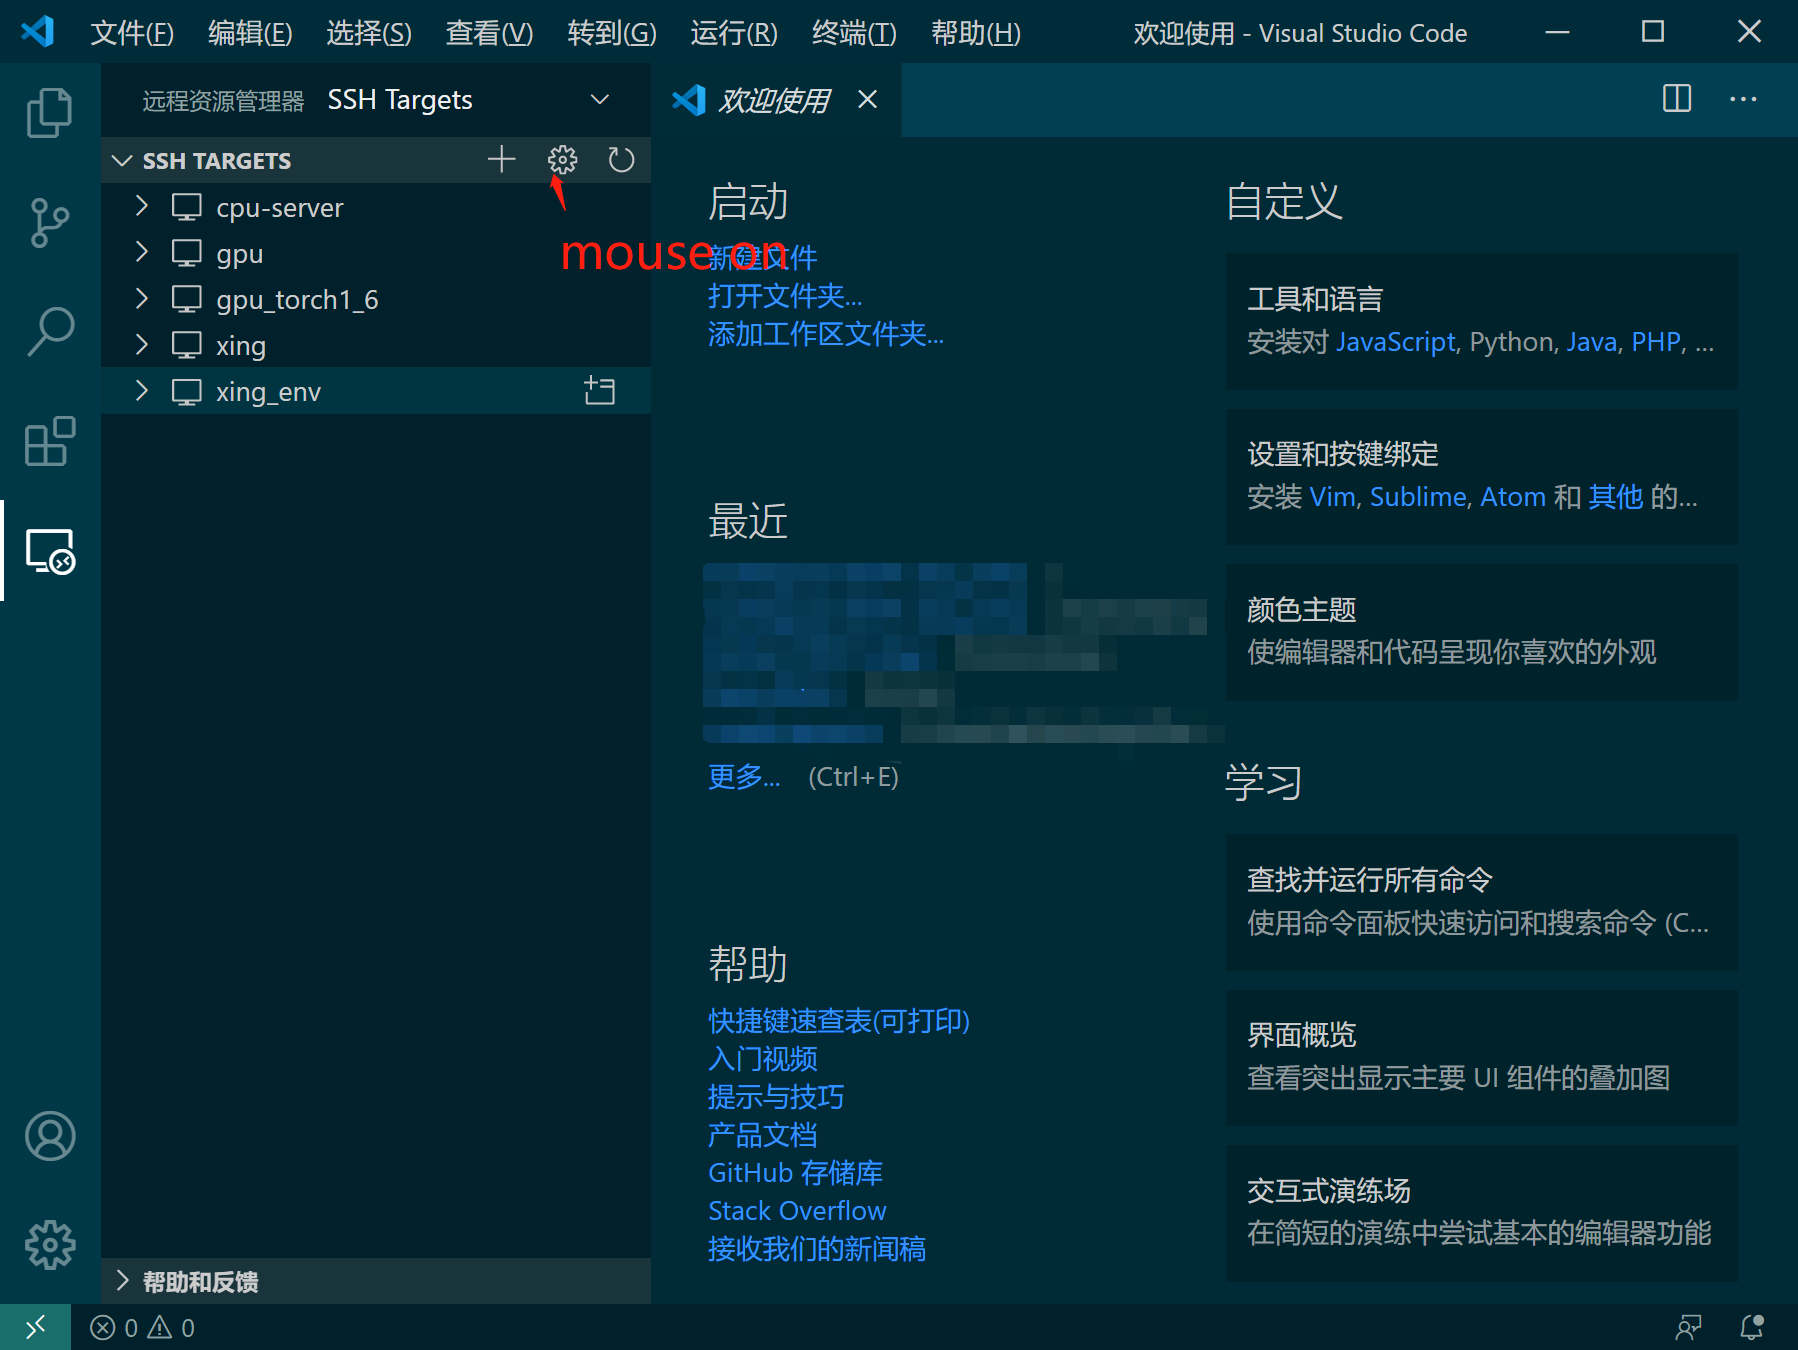 文件(F) 编辑(E) 选择(S) 查看(V) 转到(G) 运行(R) 终端(T) 帮助(H) 欢迎使用 - Visual Studio Code
远程资源管理器 SSH Targets
欢迎使用
SSH TARGETS
cpu-server
gpu
gpu_torch1_6
xing
xing_env
mouse on
启动
新建文件
打开文件夹...
添加工作区文件夹...
最近
更多... (Ctrl+E)
帮助
快捷键速查表(可打印)
入门视频
提示与技巧
产品文档
GitHub 存储库
Stack Overflow
接收我们的新闻稿
自定义
工具和语言
安装对 JavaScript, Python, Java, PHP, ...
设置和按键绑定
安装 Vim, Sublime, Atom 和 其他 的...
颜色主题
使编辑器和代码呈现你喜欢的外观
学习
查找并运行所有命令
使用命令面板快速访问和搜索命令 (C...
界面概览
查看突出显示主要 UI 组件的叠加图
交互式演练场
在简短的演练中尝试基本的编辑器功能
帮助和反馈
0 0